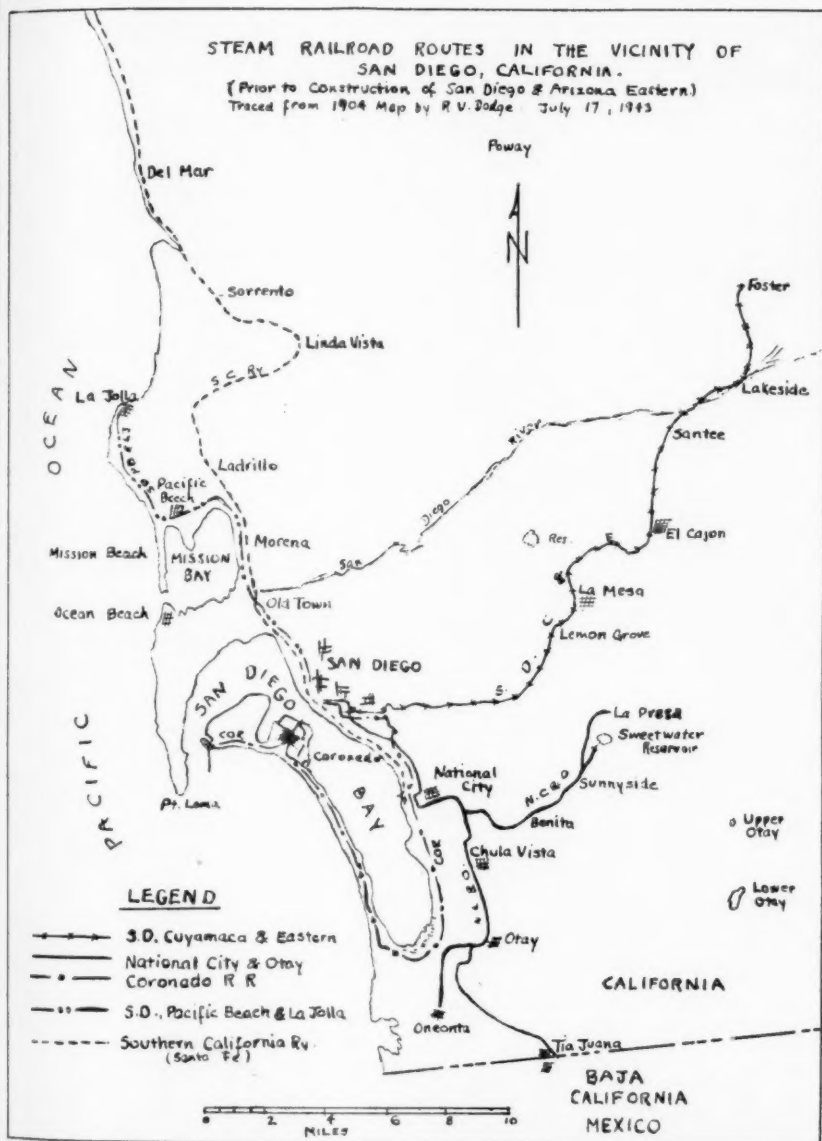 STEAM RAILROAD ROUTES IN THE VICINITY OF
SAN DIEGO, CALIFORNIA.
(Prior to Construction of San Diego & Arizona Eastern)
Traced from 1904 Map by R.V. Dodge July 17, 1943
Poway
N
Del Mar
Sorrento
Foster
Linda Vista
S.C. Ry.
Lakeside
OCEAN
La Jolla
Santee
Ladrillo
San Diego River
Pacific
Beach
Res.
El Cajon
Mission Beach
MISSION
BAY
Morena
La Mesa
Old Town
Ocean Beach
Lemon Grove
S.D.C. & E.
SAN DIEGO
SAN DIEGO
BAY
La Presa
COR
Coronado
Sweetwater
Reservoir
National
City
N.C.&O.
Sunnyside
Pt. Loma
Bonita
Upper
Otay
PACIFIC
COR
Chula Vista
Lower
Otay
LEGEND
S.D. Cuyamaca & Eastern
Otay
National City & Otay
Coronado R R
CALIFORNIA
S.D., Pacific Beach & La Jolla
Oneonta
Southern California Ry.
(Santa Fe)
Tia Juana
BAJA
CALIFORNIA
MEXICO
0 2 4 6 8 10
MILES